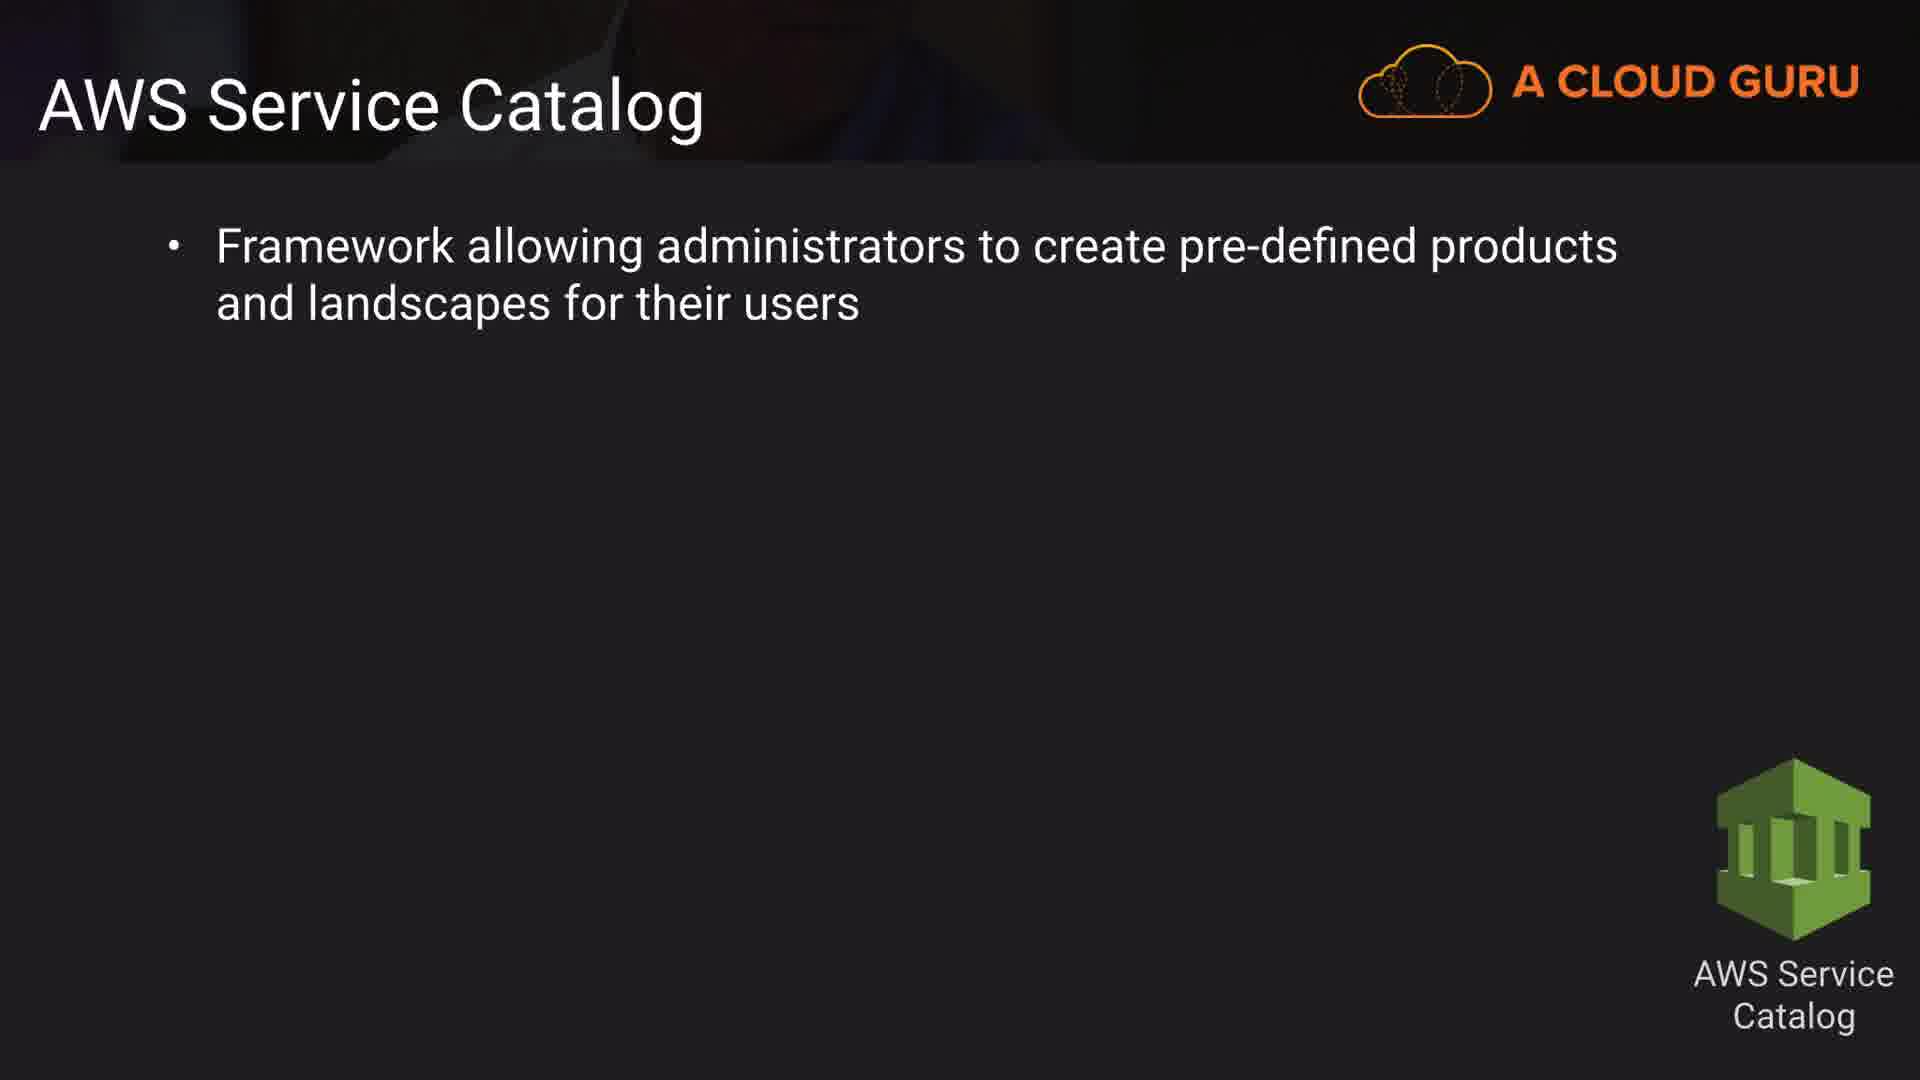 AWS Service Catalog
A CLOUD GURU
• Framework allowing administrators to create pre-defined products
and landscapes for their users
AWS Service
Catalog